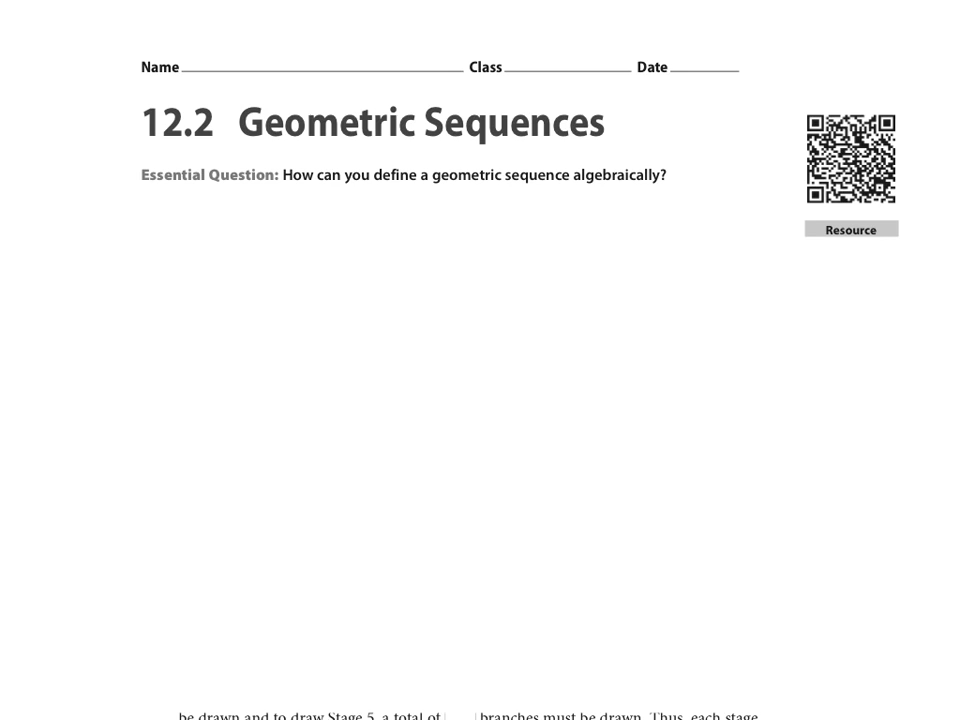 Name Class Date
12.2 Geometric Sequences
Essential Question: How can you define a geometric sequence algebraically?
Resource
be drawn and to draw Stage 5, a total of branches must be drawn. Thus, each stage